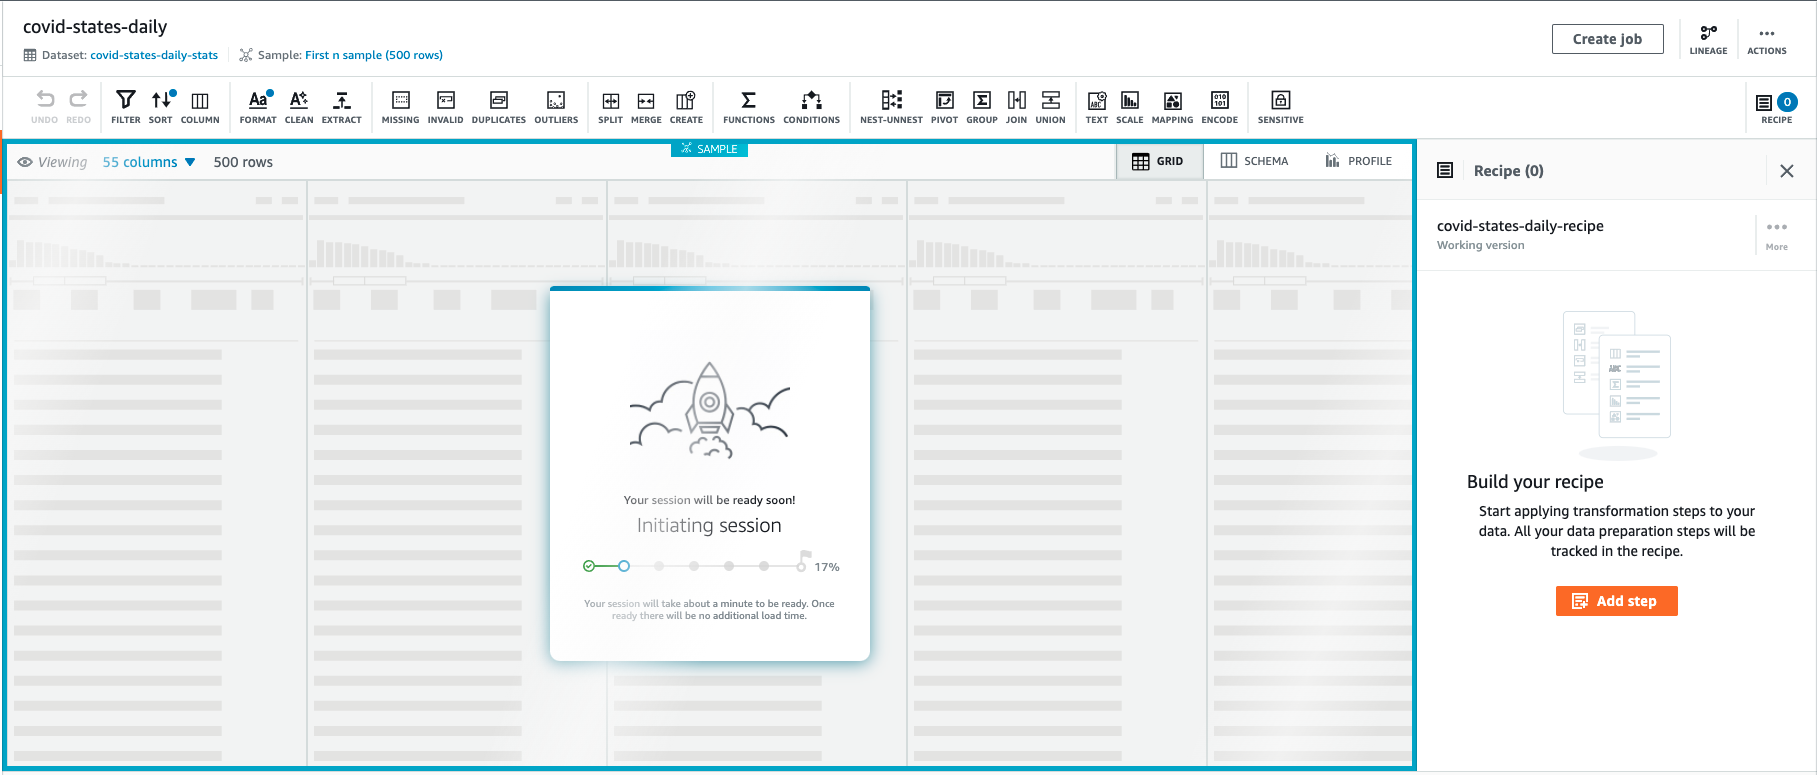 covid-states-daily
Dataset: covid-states-daily-stats
Sample: First n sample (500 rows)
Create job
LINEAGE
ACTIONS
UNDO
REDO
FILTER
SORT
COLUMN
Aa
FORMAT
CLEAN
EXTRACT
MISSING
INVALID
DUPLICATES
OUTLIERS
SPLIT
MERGE
CREATE
FUNCTIONS
CONDITIONS
NEST-UNNEST
PIVOT
GROUP
JOIN
UNION
ABC
TEXT
SCALE
MAPPING
010
101
ENCODE
SENSITIVE
0
RECIPE
Viewing 55 columns 500 rows
SAMPLE
GRID
SCHEMA
PROFILE
Your session will be ready soon!
Initiating session
17%
Your session will take about a minute to be ready. Once
ready there will be no additional load time.
Recipe (0)
covid-states-daily-recipe
Working version
More
ABC
Build your recipe
Start applying transformation steps to your
data. All your data preparation steps will be
tracked in the recipe.
Add step